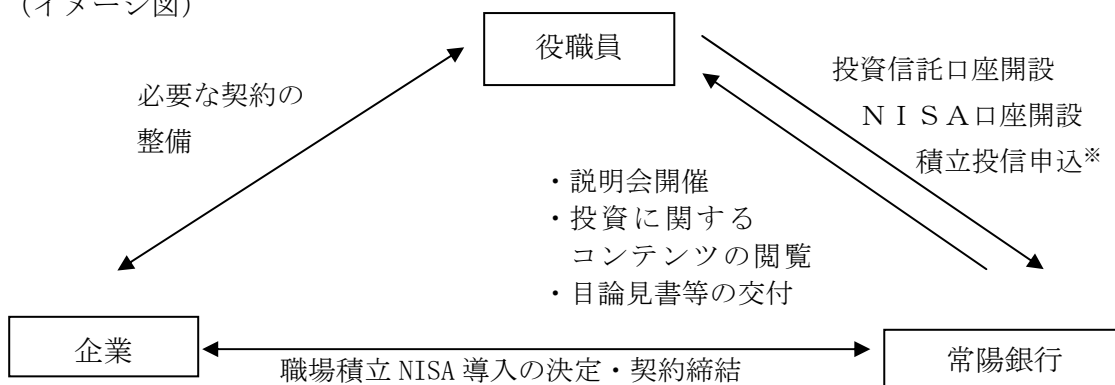 （イメージ図）
役職員
必要な契約の
整備
投資信託口座開設
ＮＩＳＡ口座開設
積立投信申込※
・説明会開催
・投資に関する
コンテンツの閲覧
・目論見書等の交付
企業
職場積立 NISA 導入の決定・契約締結
常陽銀行